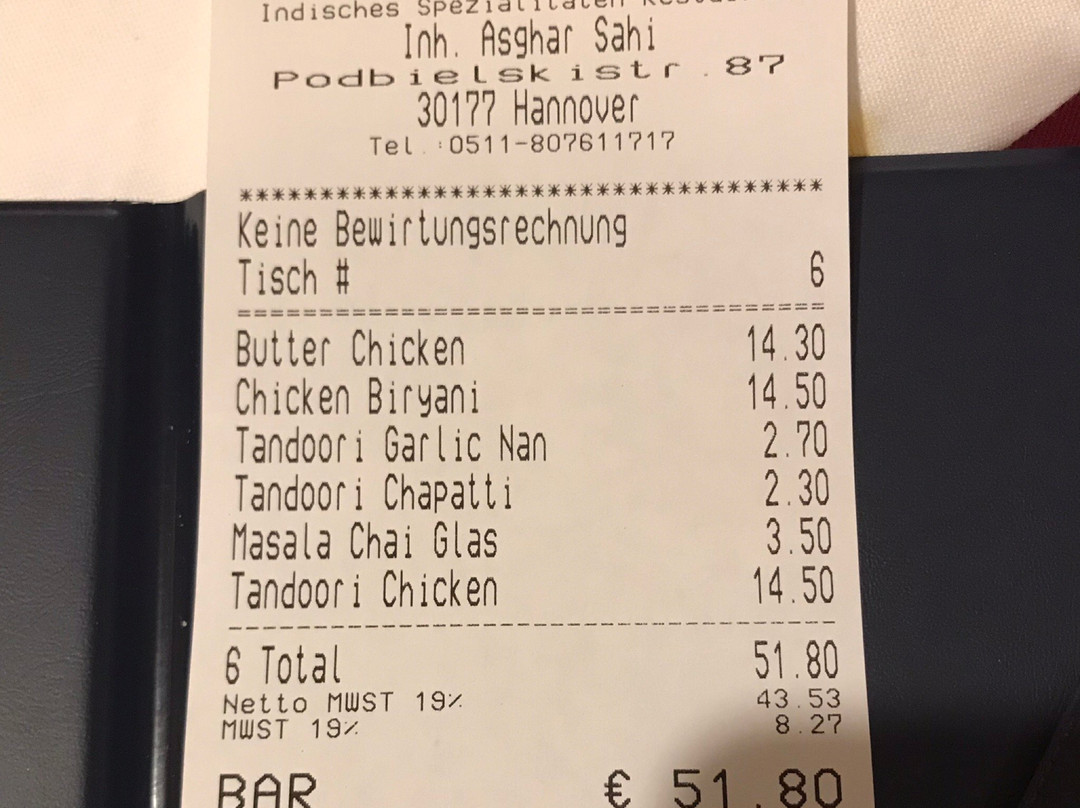 Indisches Spezialitäten
Inh. Asghar Sahi
Podbielskistr.87
30177 Hannover
Tel.:0511-807611717
************************************
Keine Bewirtungsrechnung
Tisch # 6
====================================
Butter Chicken 14.30
Chicken Biryani 14.50
Tandoori Garlic Nan 2.70
Tandoori Chapatti 2.30
Masala Chai Glas 3.50
Tandoori Chicken 14.50
------------------------------------
6 Total 51.80
Netto MWST 19% 43.53
MWST 19% 8.27
BAR € 51.80